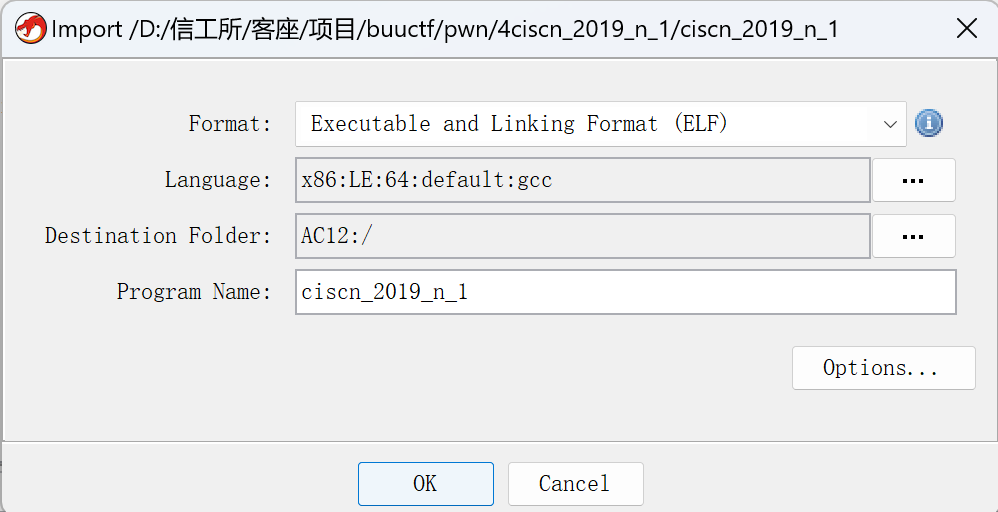 Import /D:/信工所/客座/项目/buuctf/pwn/4ciscn_2019_n_1/ciscn_2019_n_1
Format: Executable and Linking Format (ELF)
Language: x86:LE:64:default:gcc ...
Destination Folder: AC12:/ ...
Program Name: ciscn_2019_n_1
Options...
OK Cancel